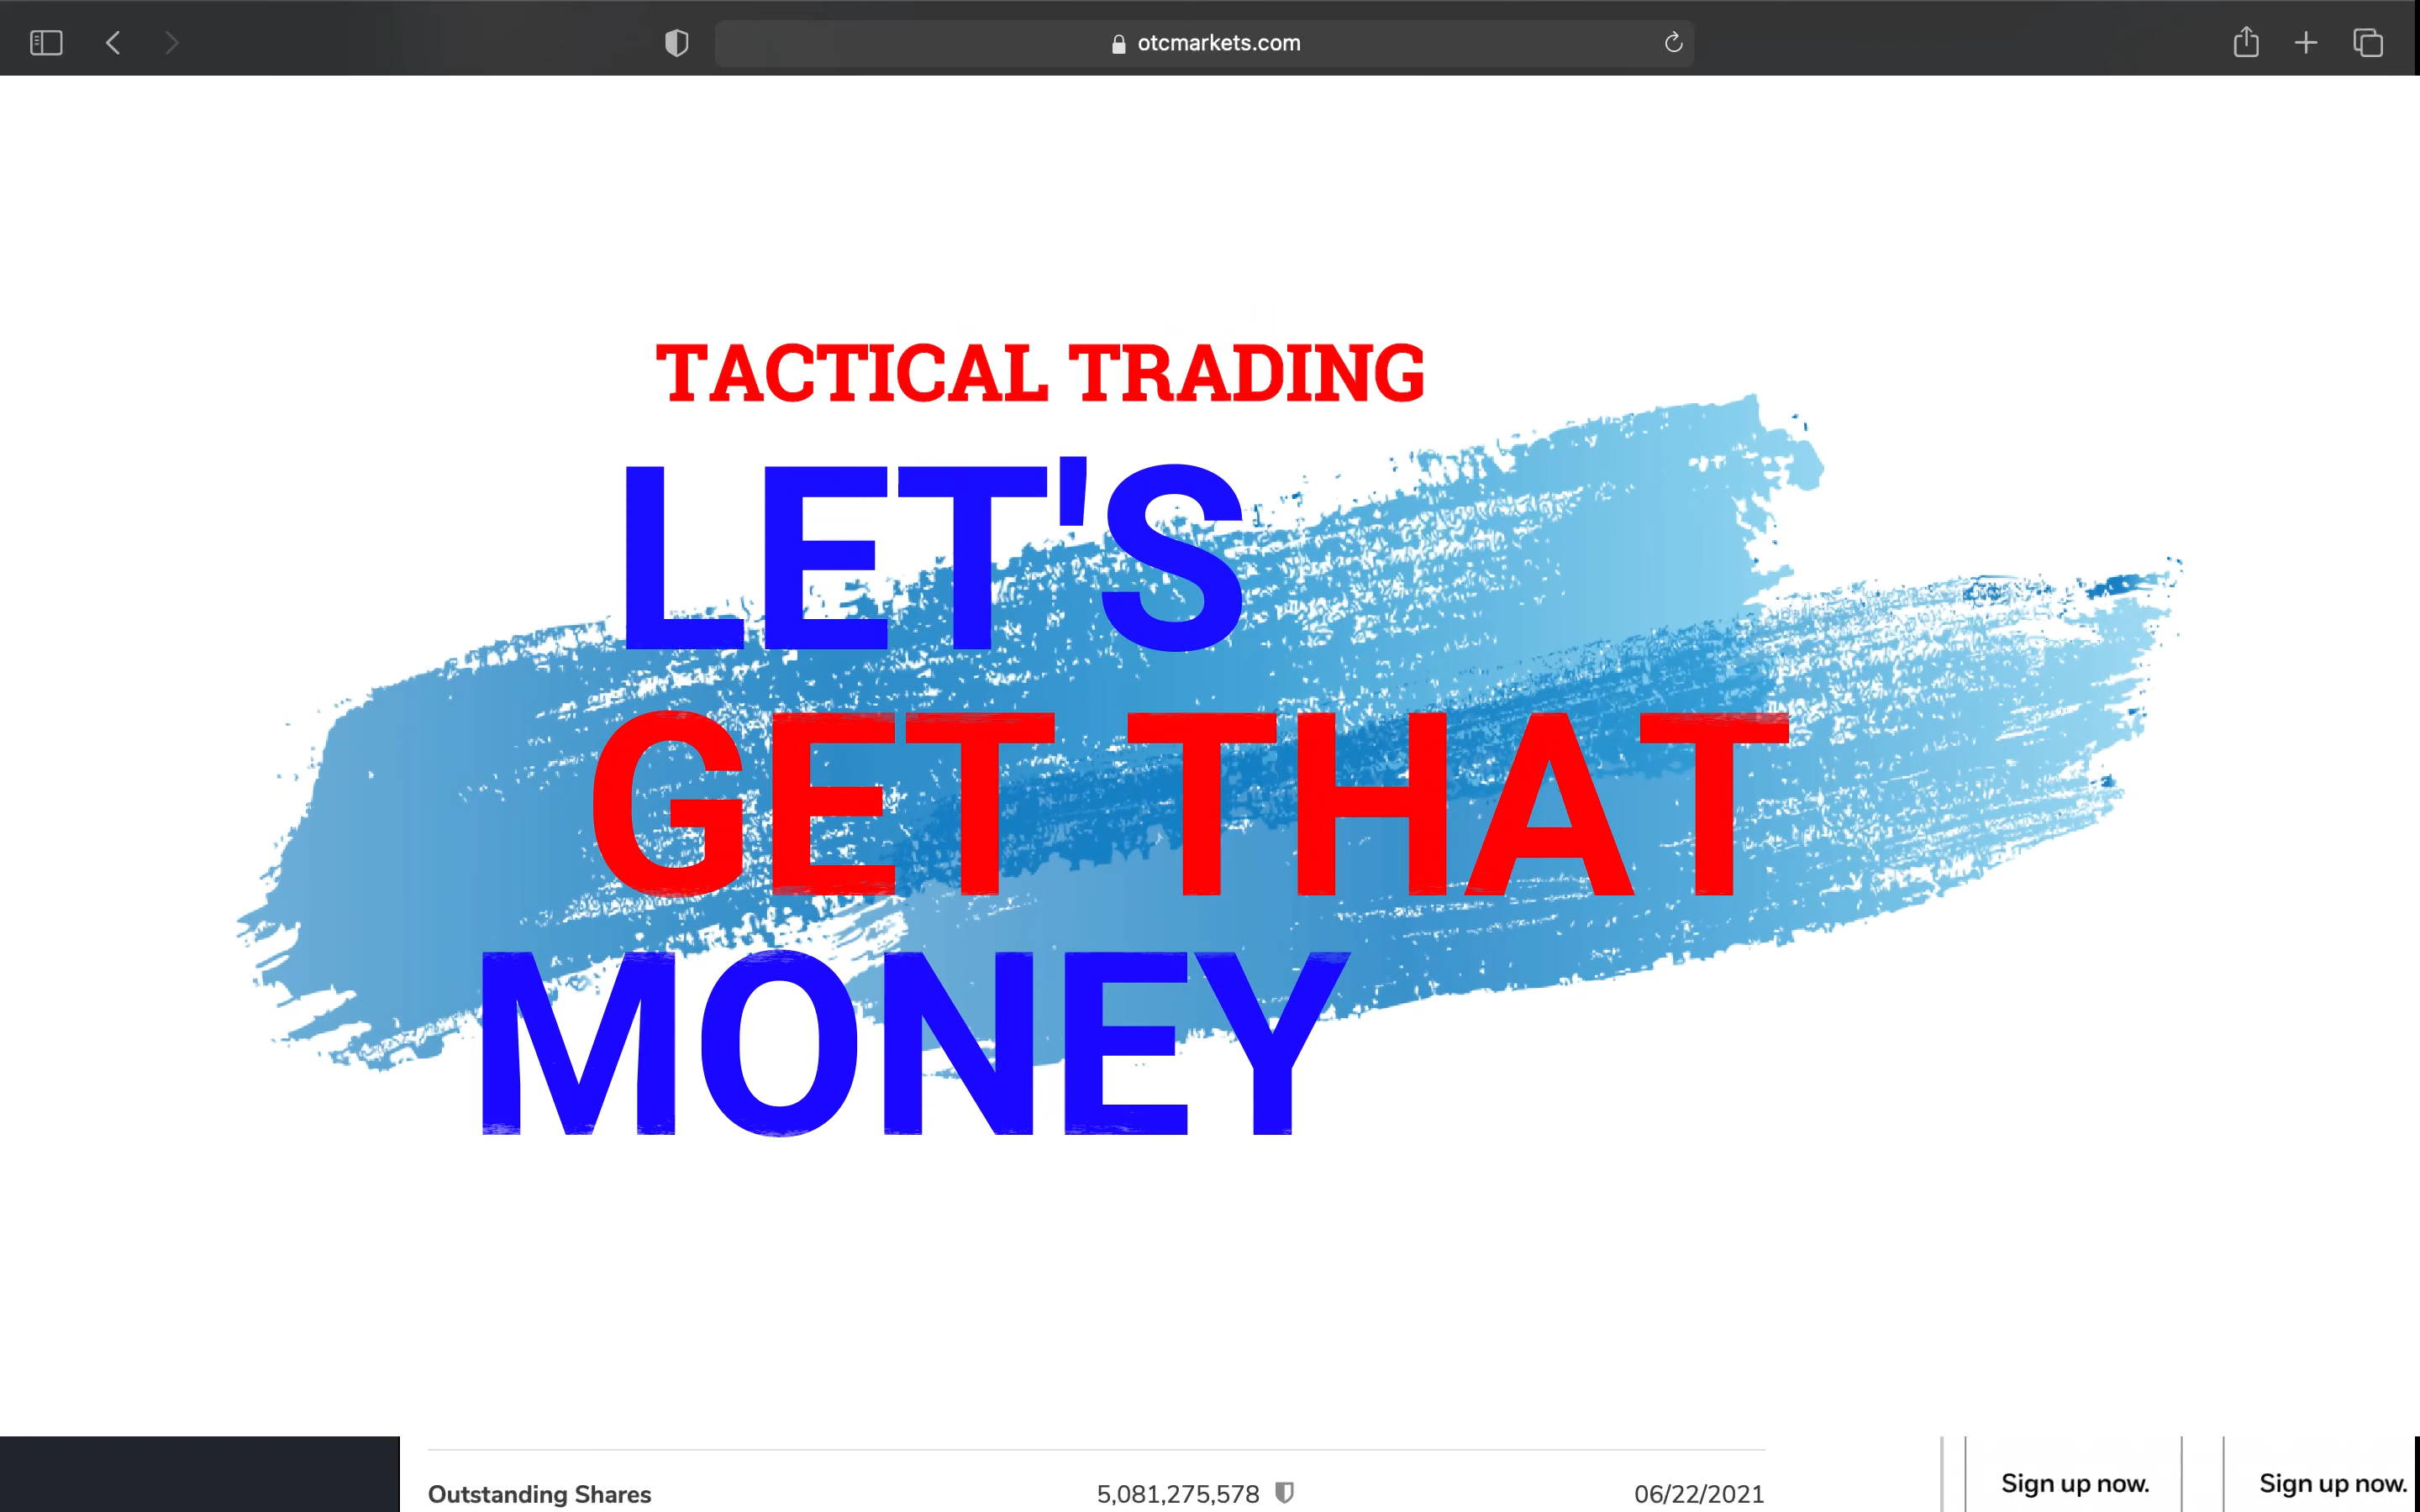 otcmarkets.com
TACTICAL TRADING
LET'S
GET THAT
MONEY
Outstanding Shares 5,081,275,578 06/22/2021 Sign up now. Sign up now.